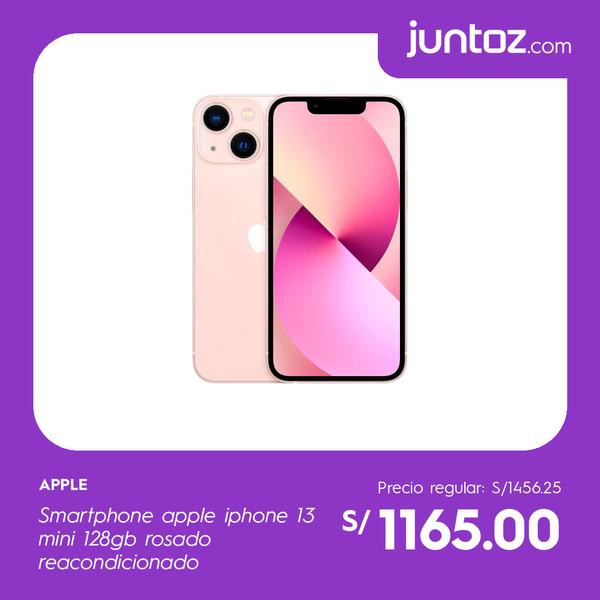 juntoz.com
APPLE
Smartphone apple iphone 13
mini 128gb rosado
reacondicionado
Precio regular: S/1456.25
S/ 1165.00